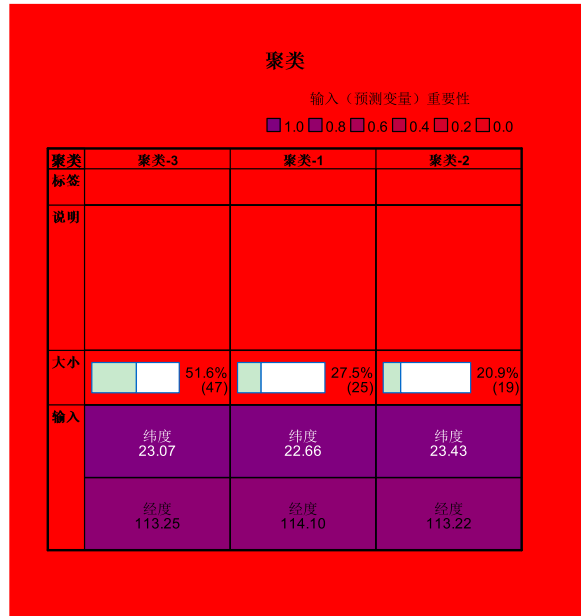 聚类
输入（预测变量）重要性
1.0 0.8 0.6 0.4 0.2 0.0
聚类 聚类-3 聚类-1 聚类-2
标签
说明
大小
51.6% 27.5% 20.9%
(47) (25) (19)
输入
纬度 纬度 纬度
23.07 22.66 23.43
经度 经度 经度
113.25 114.10 113.22